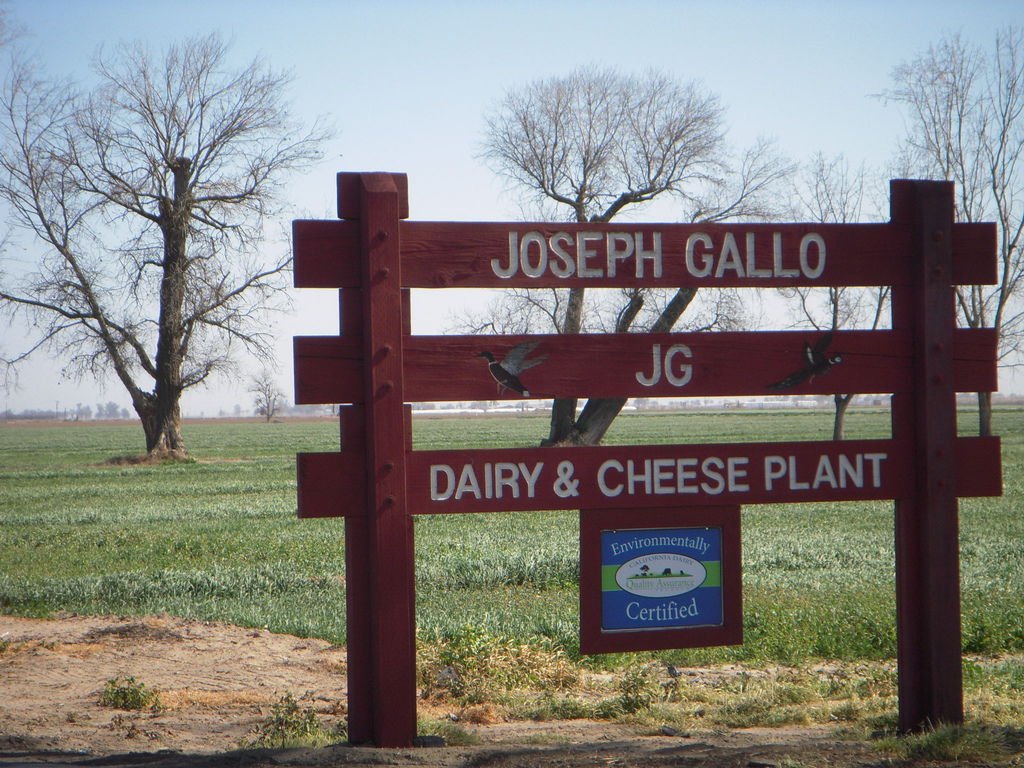 JOSEPH GALLO
JG
DAIRY & CHEESE PLANT
Environmentally
CALIFORNIA DAIRY
Quality Assurance
Certified